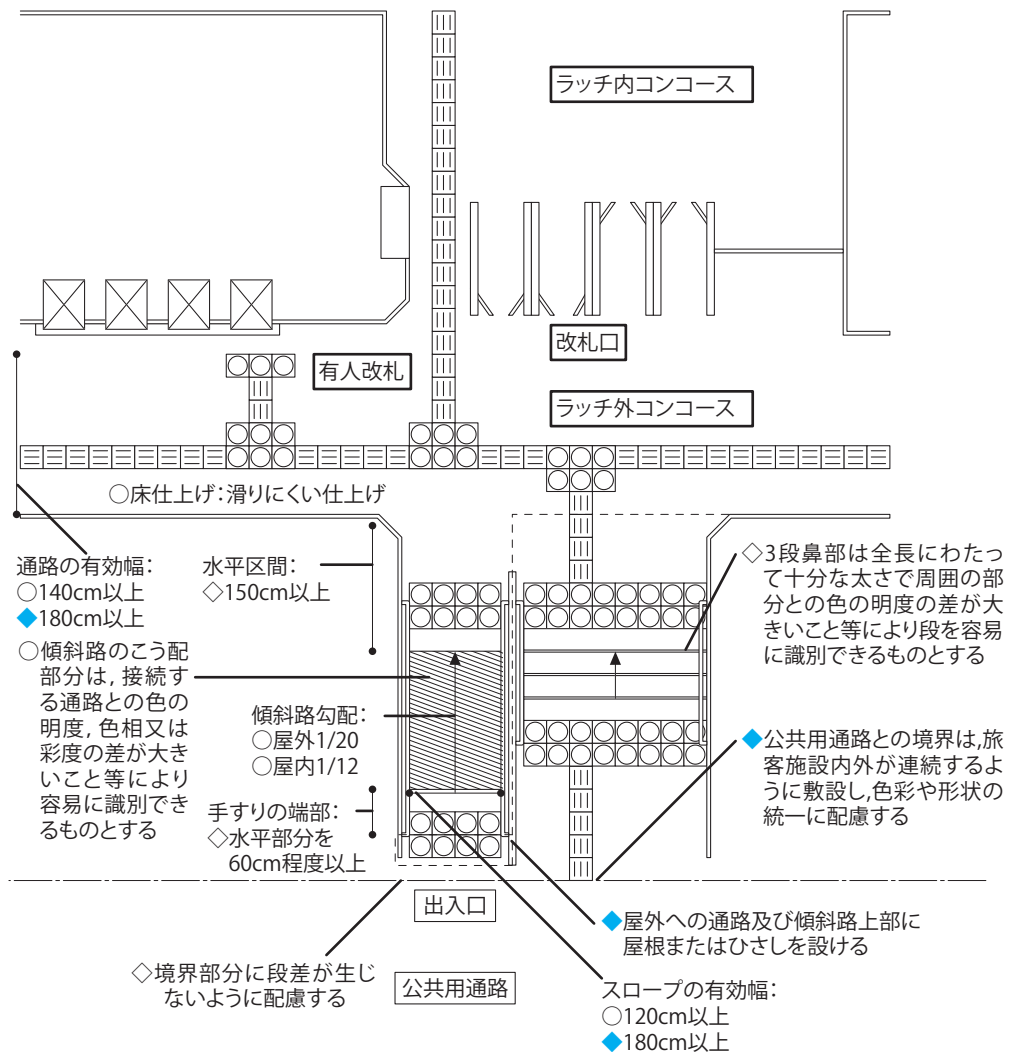 ラッチ内コンコース
改札口
有人改札
ラッチ外コンコース
○床仕上げ：滑りにくい仕上げ
通路の有効幅：
○140cm以上
◆180cm以上
水平区間：
◇150cm以上
◇3段鼻部は全長にわたっ
て十分な太さで周囲の部
分との色の明度の差が大
きいこと等により段を容易
に識別できるものとする
○傾斜路のこう配
部分は，接続す
る通路との色の
明度，色相又は
彩度の差が大き
いこと等により
容易に識別でき
るものとする
傾斜路勾配：
○屋外1/20
○屋内1/12
手すりの端部：
◇水平部分を
60cm程度以上
◆公共用通路との境界は,旅
客施設内外が連続するよ
うに敷設し,色彩や形状の
統一に配慮する
出入口
◆屋外への通路及び傾斜路上部に
屋根またはひさしを設ける
◇境界部分に段差が生じ
ないように配慮する
公共用通路
スロープの有効幅：
○120cm以上
◆180cm以上